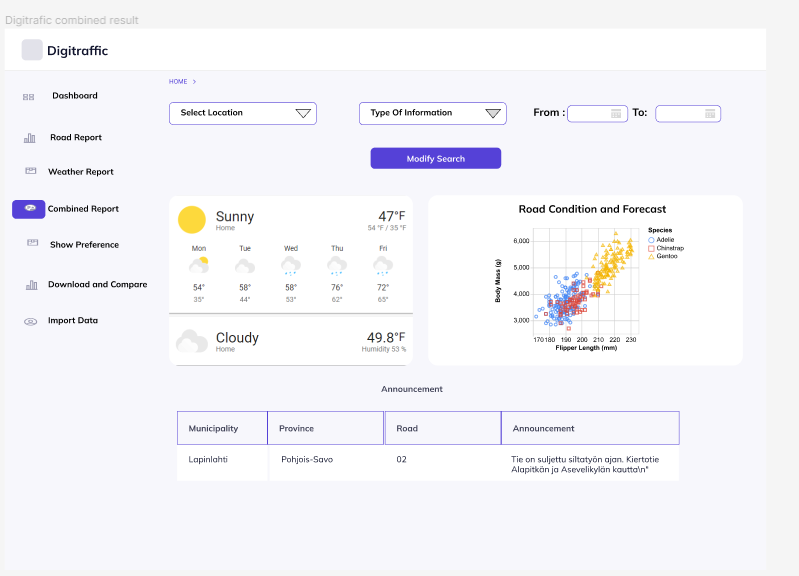 Digitrafic combined result
Digitraffic
HOME >
Dashboard
Road Report
Weather Report
Combined Report
Show Preference
Download and Compare
Import Data
Select Location
Type Of Information
From :
To:
Modify Search
Sunny
Home
47°F
54 °F / 35 °F
Mon Tue Wed Thu Fri
54° 58° 58° 76° 72°
35° 44° 53° 62° 65°
Cloudy
Home
49.8°F
Humidity 53 %
Road Condition and Forecast
Species
Adelie
Chinstrap
Gentoo
Body Mass (g)
6,000
5,000
4,000
3,000
170 180 190 200 210 220 230
Flipper Length (mm)
Announcement
Municipality Province Road Announcement
Lapinlahti Pohjois-Savo 02 Tie on suljettu siltatyön ajan. Kiertotie
Alapitkän ja Asevelikylän kautta\n"